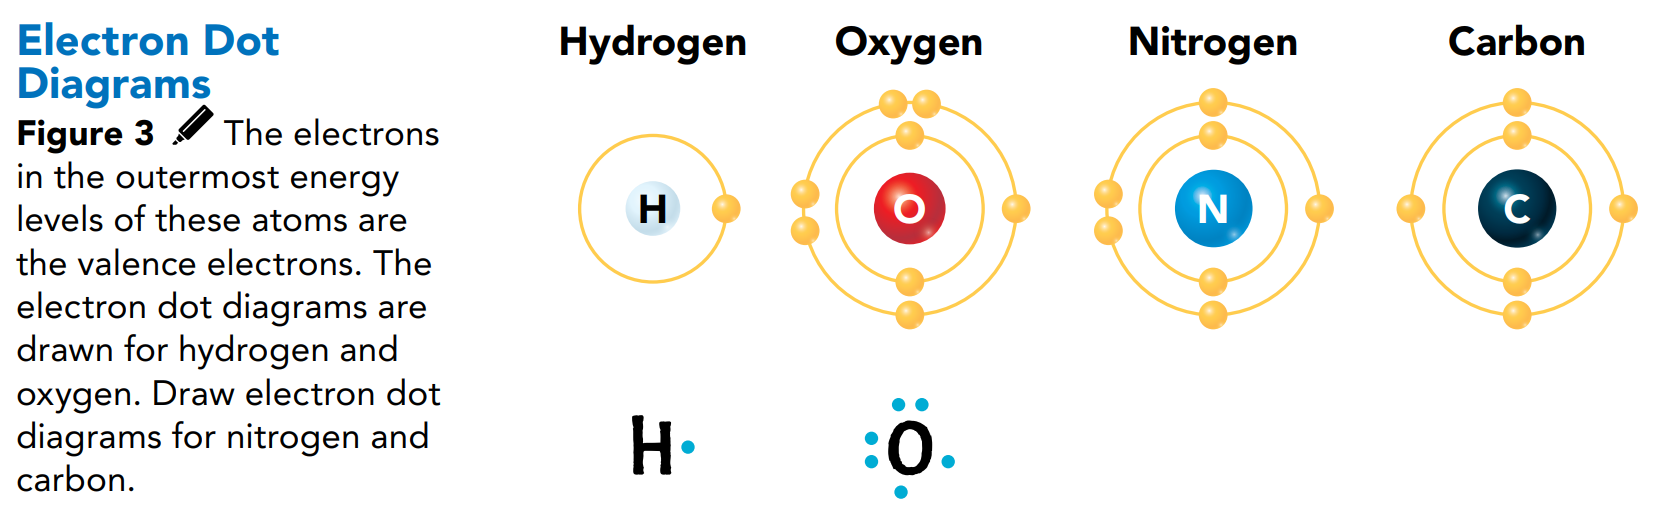 Electron Dot
Diagrams
Figure 3 The electrons
in the outermost energy
levels of these atoms are
the valence electrons. The
electron dot diagrams are
drawn for hydrogen and
oxygen. Draw electron dot
diagrams for nitrogen and
carbon.
Hydrogen Oxygen Nitrogen Carbon
H O N C
H O